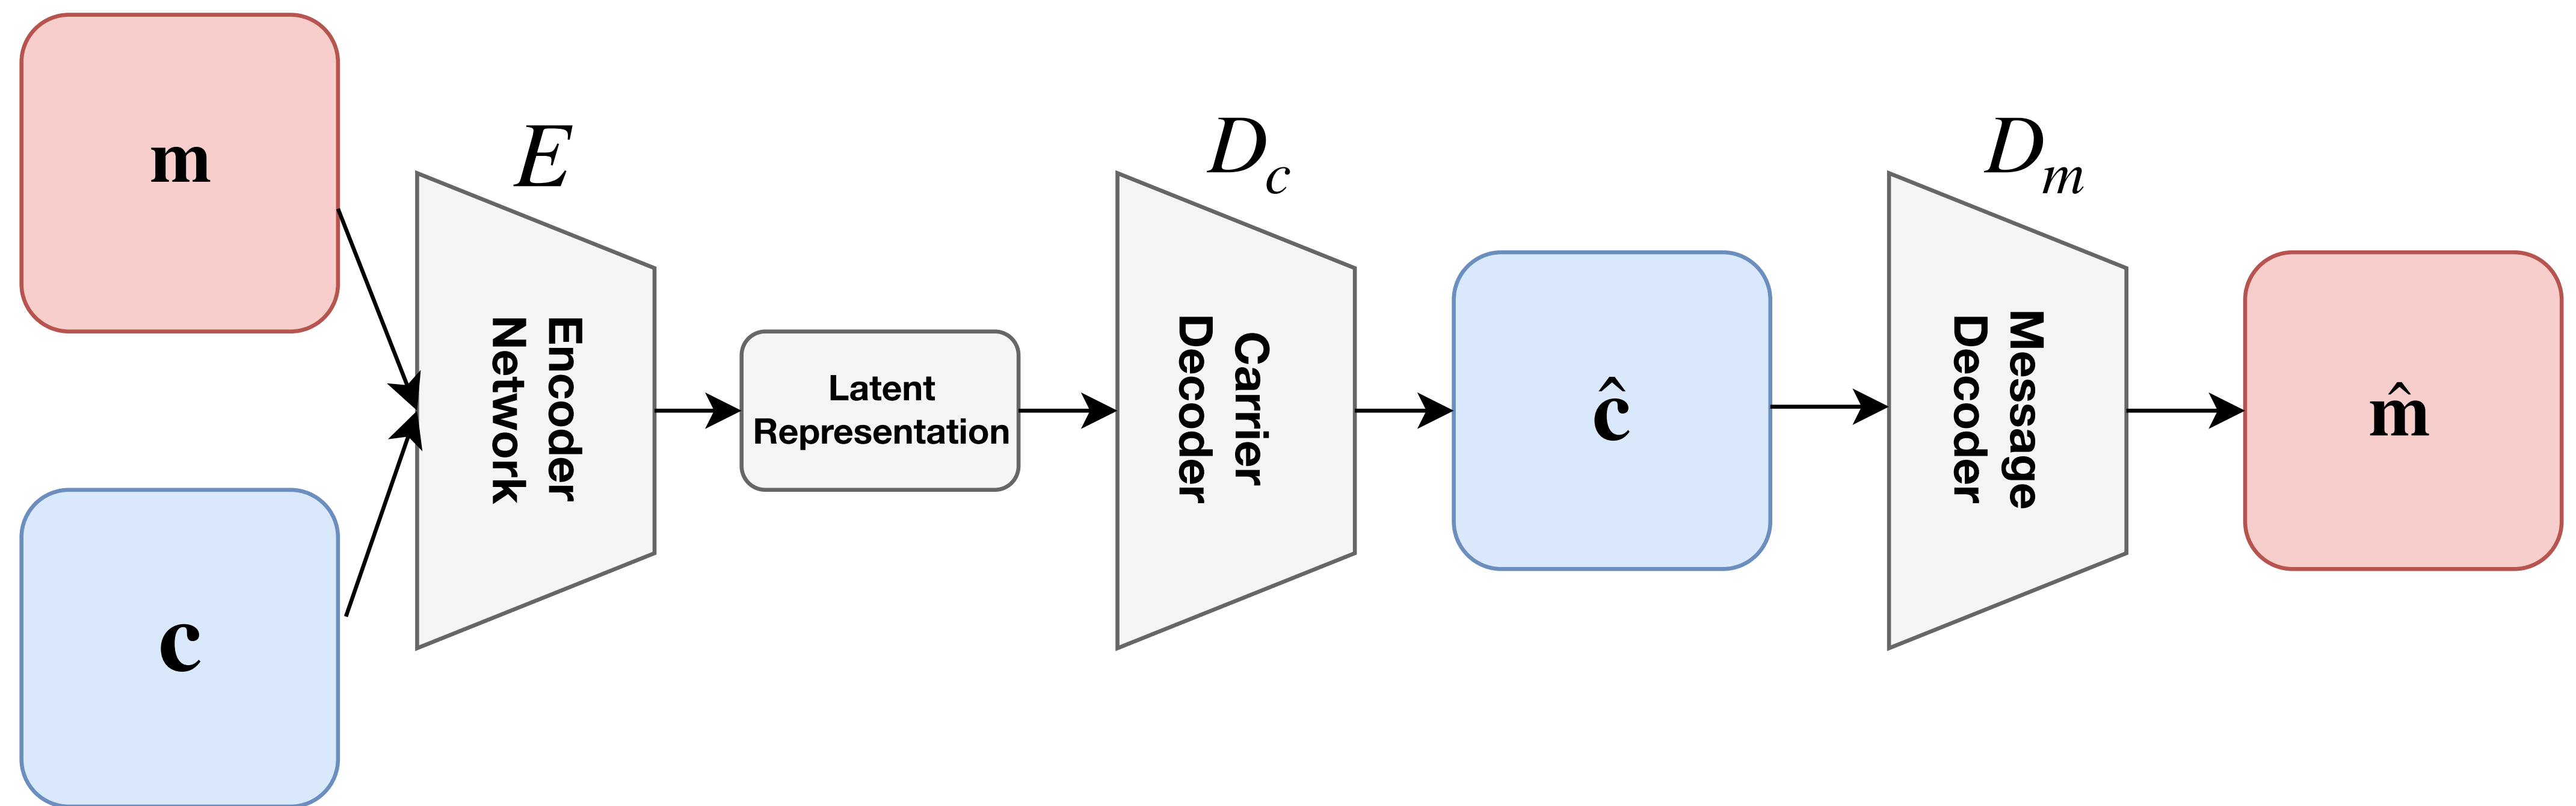 m
c
E
Encoder
Network
Latent
Representation
D_c
Carrier
Decoder
ĉ
D_m
Message
Decoder
m̂